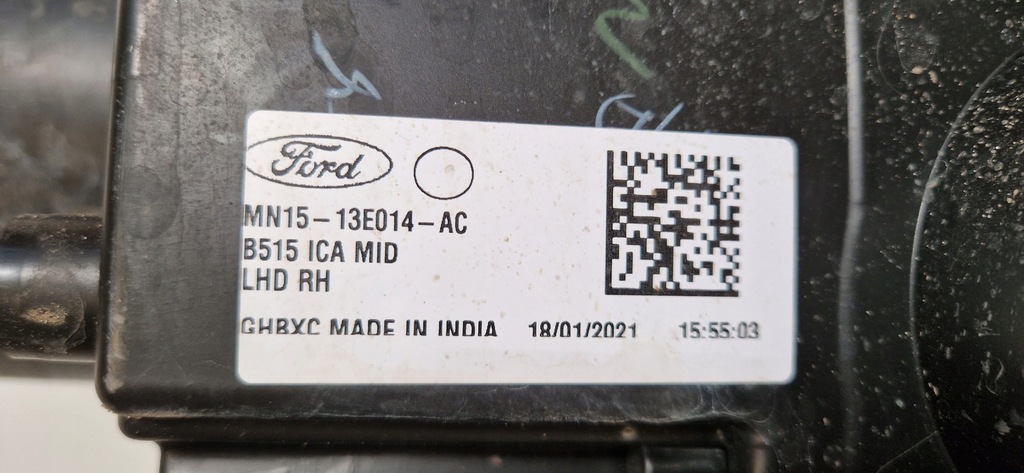 Ford
MN15-13E014-AC
B515 ICA MID
LHD RH
GHBXC MADE IN INDIA 18/01/2021 15:55:03